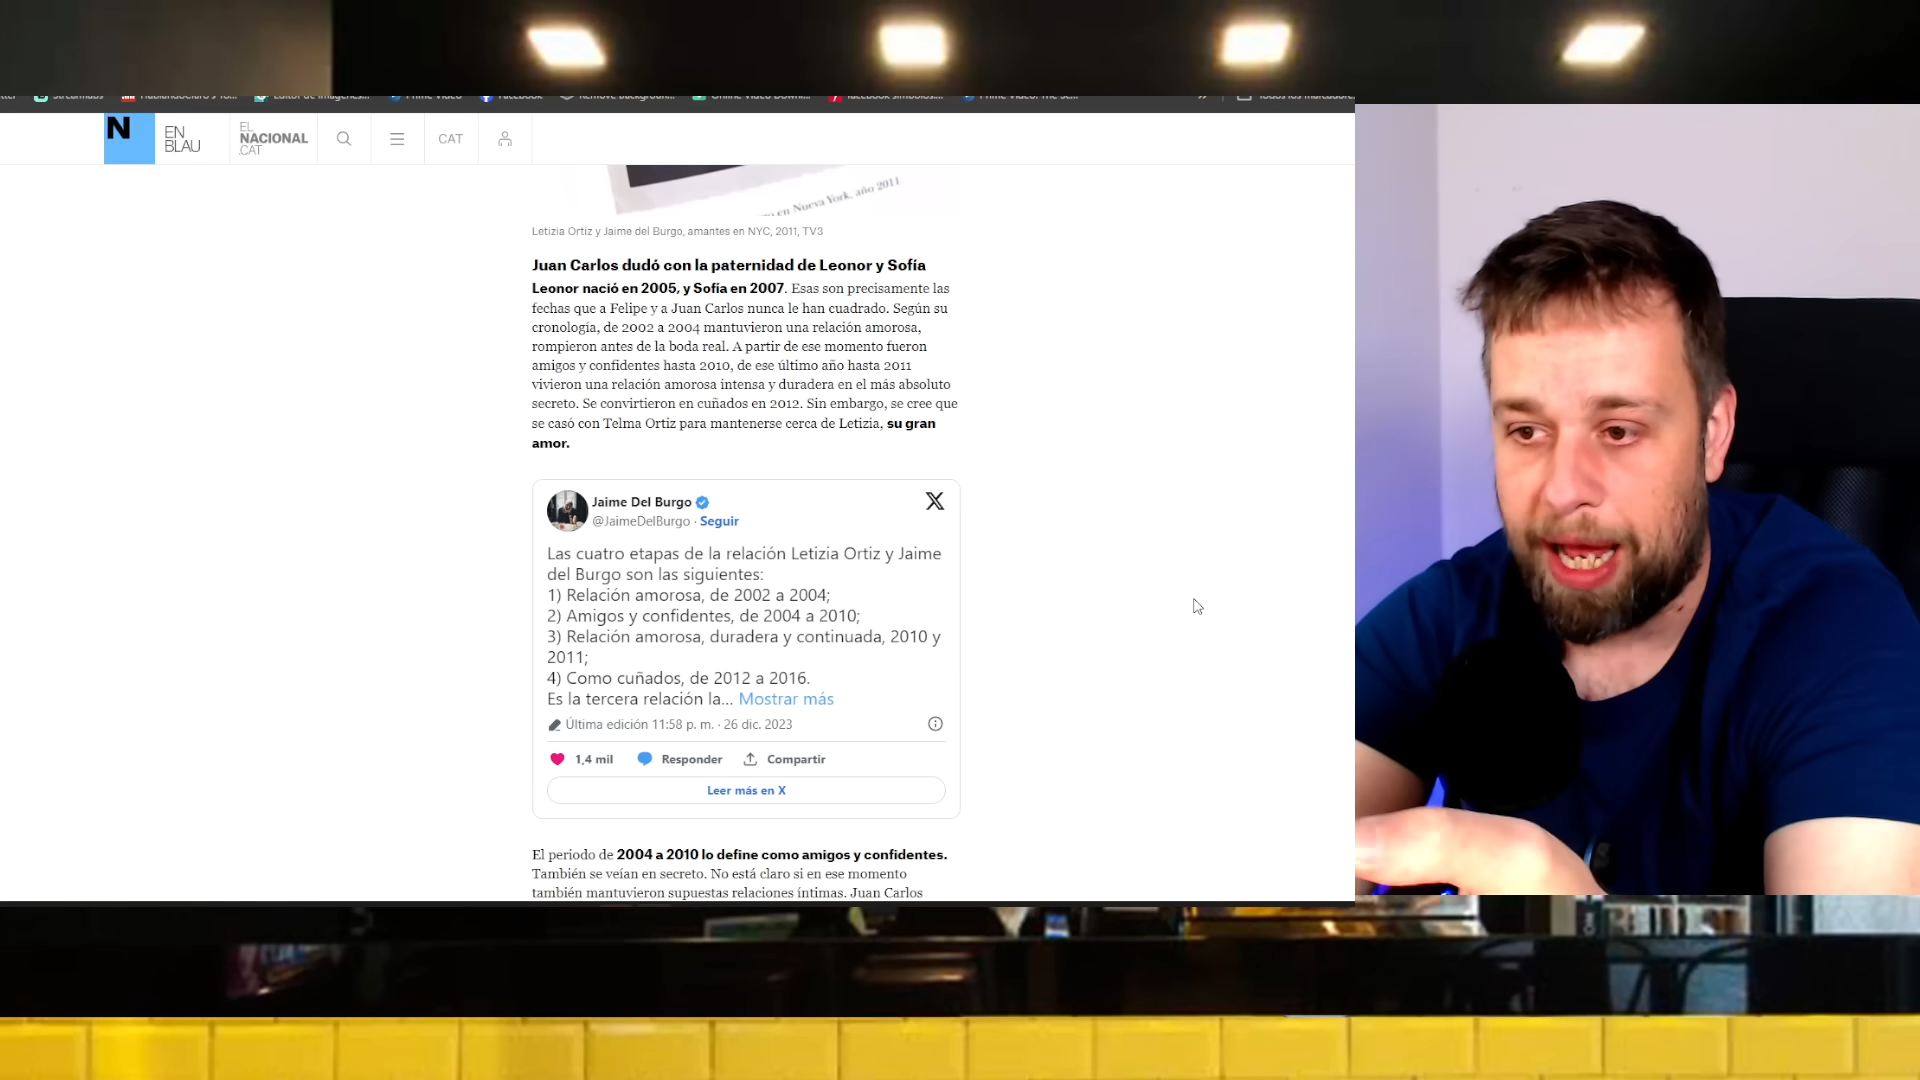 Streamlabs
Prime Video
Facebook
N
EN
BLAU
EL
NACIONAL
.CAT
CAT
en Nueva York, año 2011
Letizia Ortiz y Jaime del Burgo, amantes en NYC, 2011, TV3
Juan Carlos dudó con la paternidad de Leonor y Sofía
Leonor nació en 2005, y Sofía en 2007. Esas son precisamente las
fechas que a Felipe y a Juan Carlos nunca le han cuadrado. Según su
cronología, de 2002 a 2004 mantuvieron una relación amorosa,
rompieron antes de la boda real. A partir de ese momento fueron
amigos y confidentes hasta 2010, de ese último año hasta 2011
vivieron una relación amorosa intensa y duradera en el más absoluto
secreto. Se convirtieron en cuñados en 2012. Sin embargo, se cree que
se casó con Telma Ortiz para mantenerse cerca de Letizia, su gran
amor.
Jaime Del Burgo
@JaimeDelBurgo · Seguir
Las cuatro etapas de la relación Letizia Ortiz y Jaime
del Burgo son las siguientes:
1) Relación amorosa, de 2002 a 2004;
2) Amigos y confidentes, de 2004 a 2010;
3) Relación amorosa, duradera y continuada, 2010 y
2011;
4) Como cuñados, de 2012 a 2016.
Es la tercera relación la... Mostrar más
Última edición 11:58 p. m. · 26 dic. 2023
1,4 mil Responder Compartir
Leer más en X
El periodo de 2004 a 2010 lo define como amigos y confidentes.
También se veían en secreto. No está claro si en ese momento
también mantuvieron supuestas relaciones íntimas. Juan Carlos